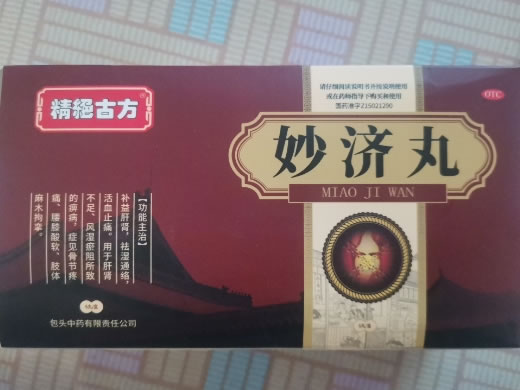 精桯古方
请仔细阅读说明书并按说明使用
或在药师指导下购买和使用
国药准字Z15021290
OTC
妙济丸
MIAO JI WAN
【功能主治】
补益肝肾，祛湿通络，
活血止痛。用于肝肾
不足、风湿瘀阻所致
的痹病，症见骨节疼
痛、腰膝酸软、肢体
麻木拘挛。
包头中药有限责任公司